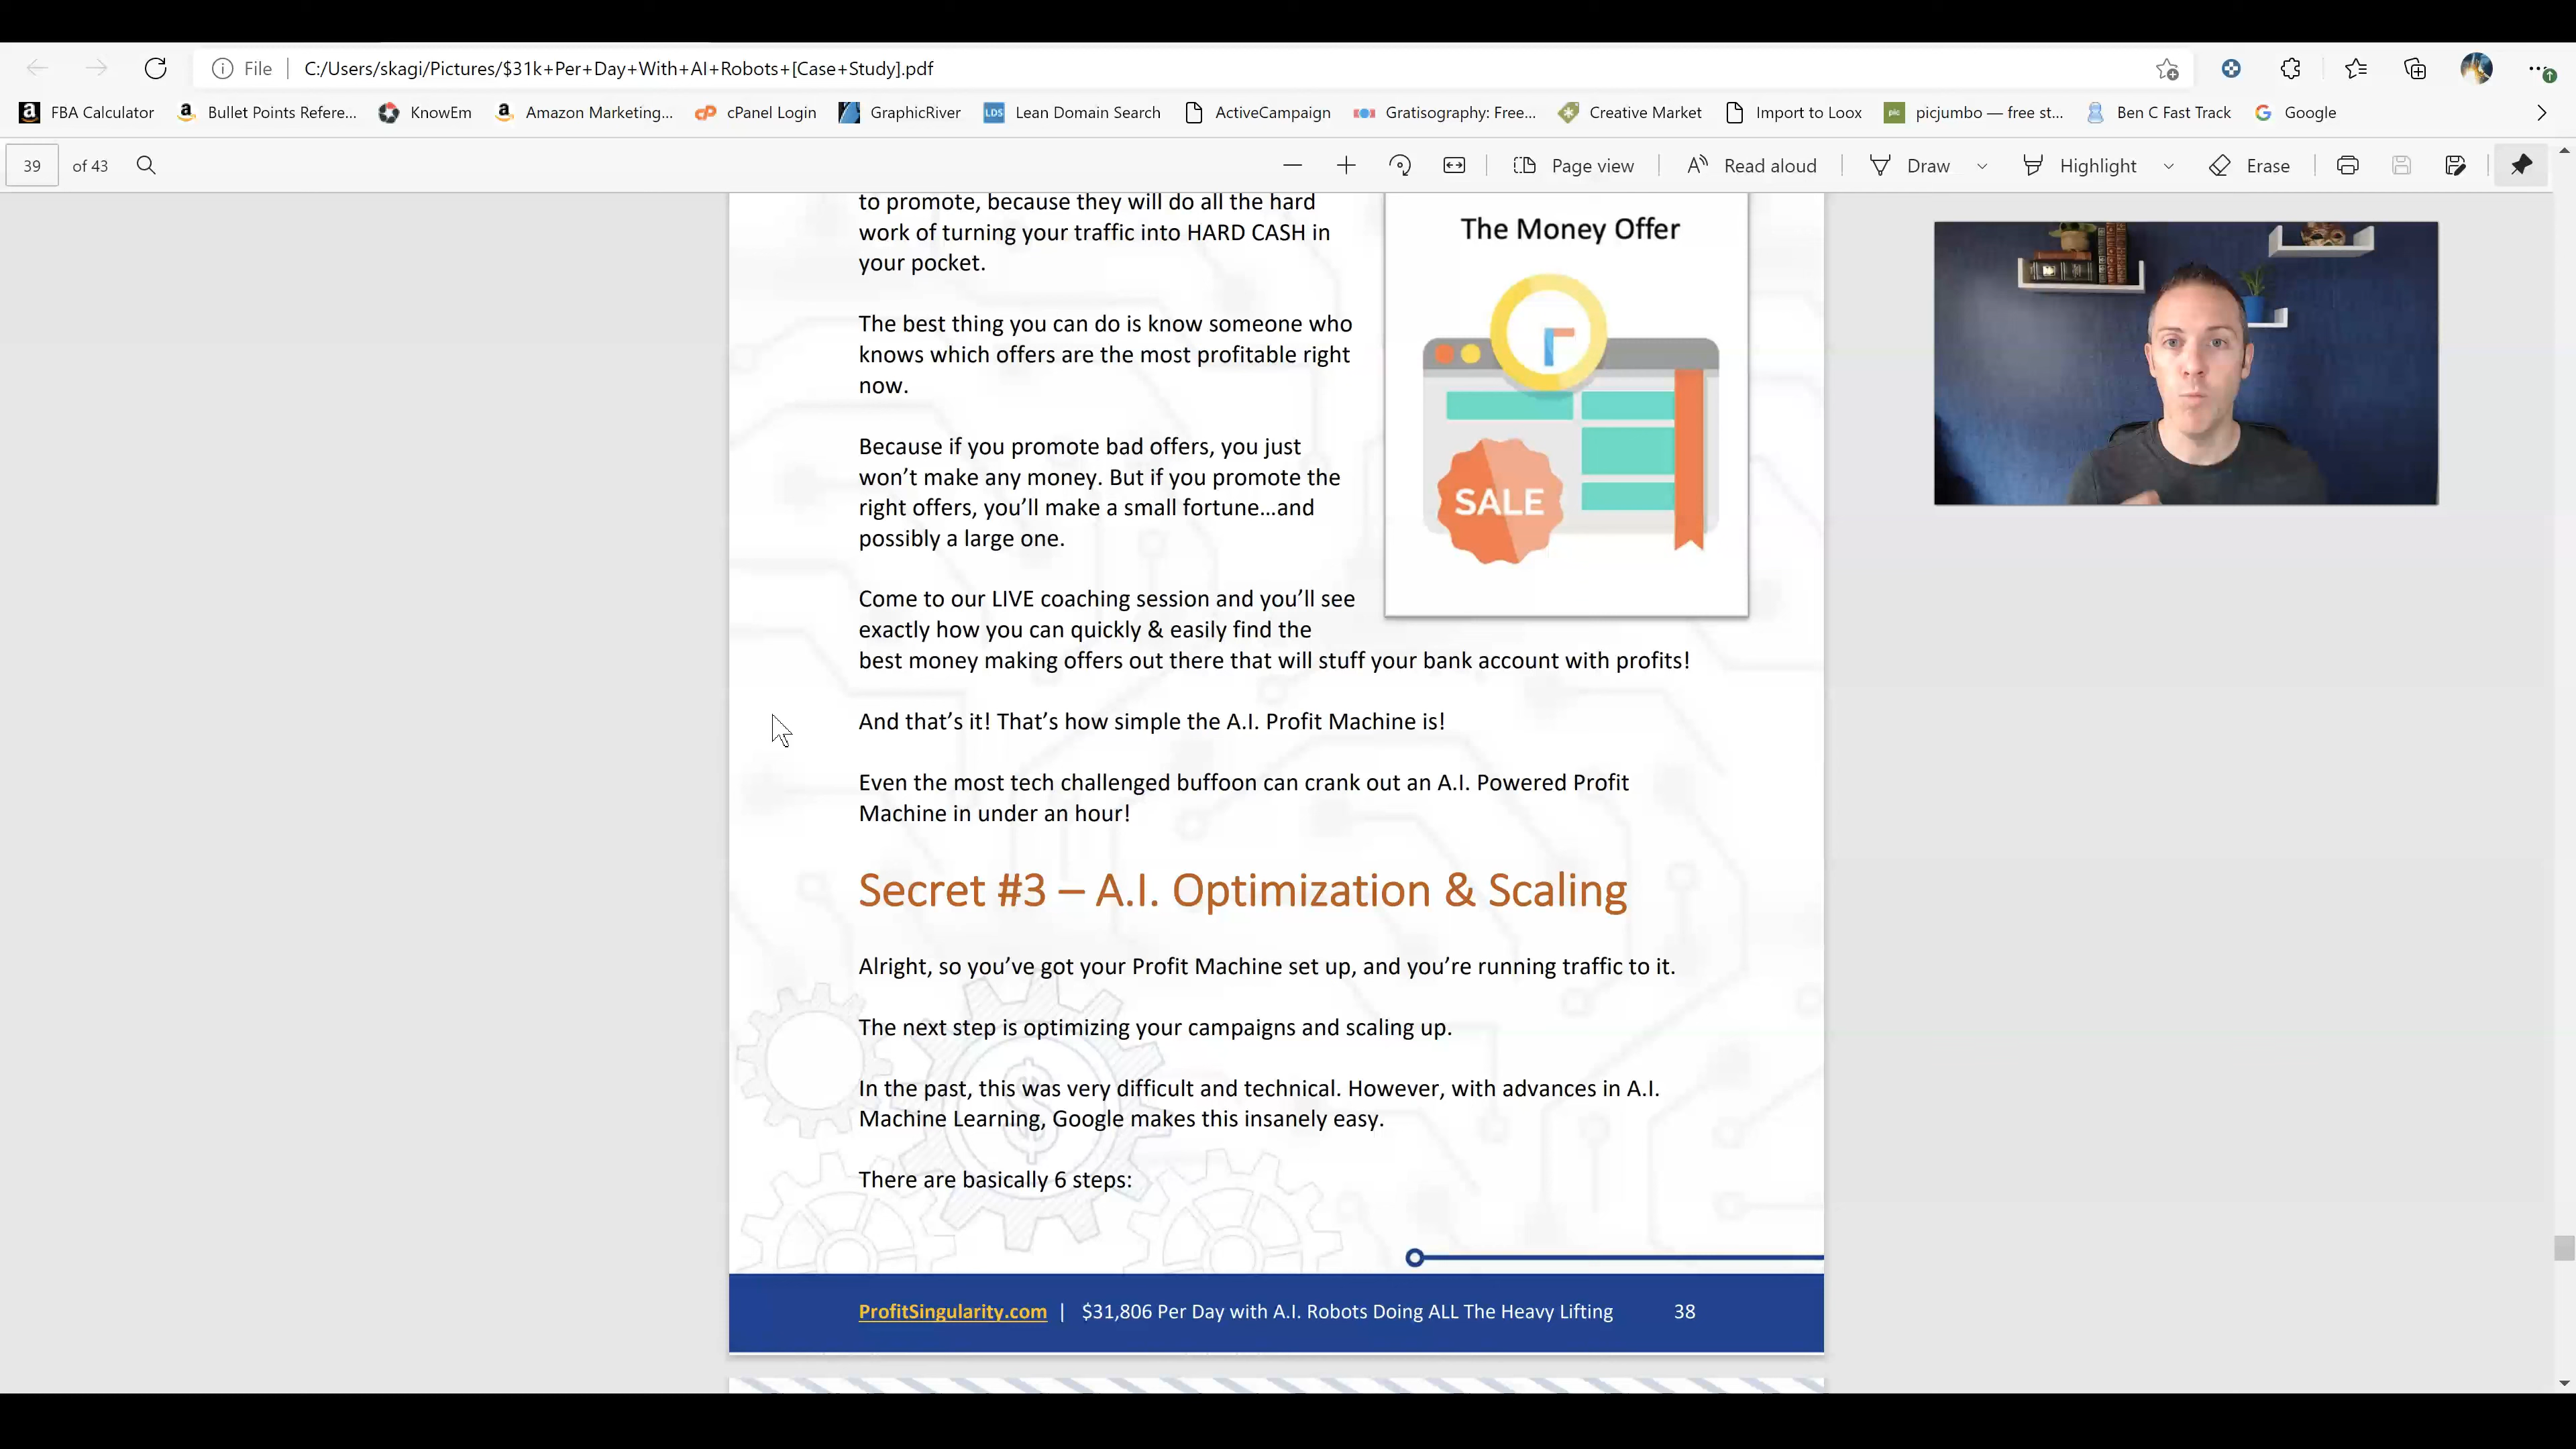 File
C:/Users/skagi/Pictures/$31k+Per+Day+With+AI+Robots+[Case+Study].pdf
FBA Calculator
Bullet Points Refere...
KnowEm
Amazon Marketing...
cPanel Login
GraphicRiver
LDS
Lean Domain Search
ActiveCampaign
Gratisography: Free...
Creative Market
Import to Loox
pic
picjumbo — free st...
Ben C Fast Track
Google
39 of 43
Page view
Read aloud
Draw
Highlight
Erase
to promote, because they will do all the hard
work of turning your traffic into HARD CASH in
your pocket.
The Money Offer
SALE
The best thing you can do is know someone who
knows which offers are the most profitable right
now.
Because if you promote bad offers, you just
won’t make any money. But if you promote the
right offers, you’ll make a small fortune…and
possibly a large one.
Come to our LIVE coaching session and you’ll see
exactly how you can quickly & easily find the
best money making offers out there that will stuff your bank account with profits!
And that’s it! That’s how simple the A.I. Profit Machine is!
Even the most tech challenged buffoon can crank out an A.I. Powered Profit
Machine in under an hour!
Secret #3 – A.I. Optimization & Scaling
Alright, so you’ve got your Profit Machine set up, and you’re running traffic to it.
The next step is optimizing your campaigns and scaling up.
In the past, this was very difficult and technical. However, with advances in A.I.
Machine Learning, Google makes this insanely easy.
There are basically 6 steps:
ProfitSingularity.com | $31,806 Per Day with A.I. Robots Doing ALL The Heavy Lifting 38